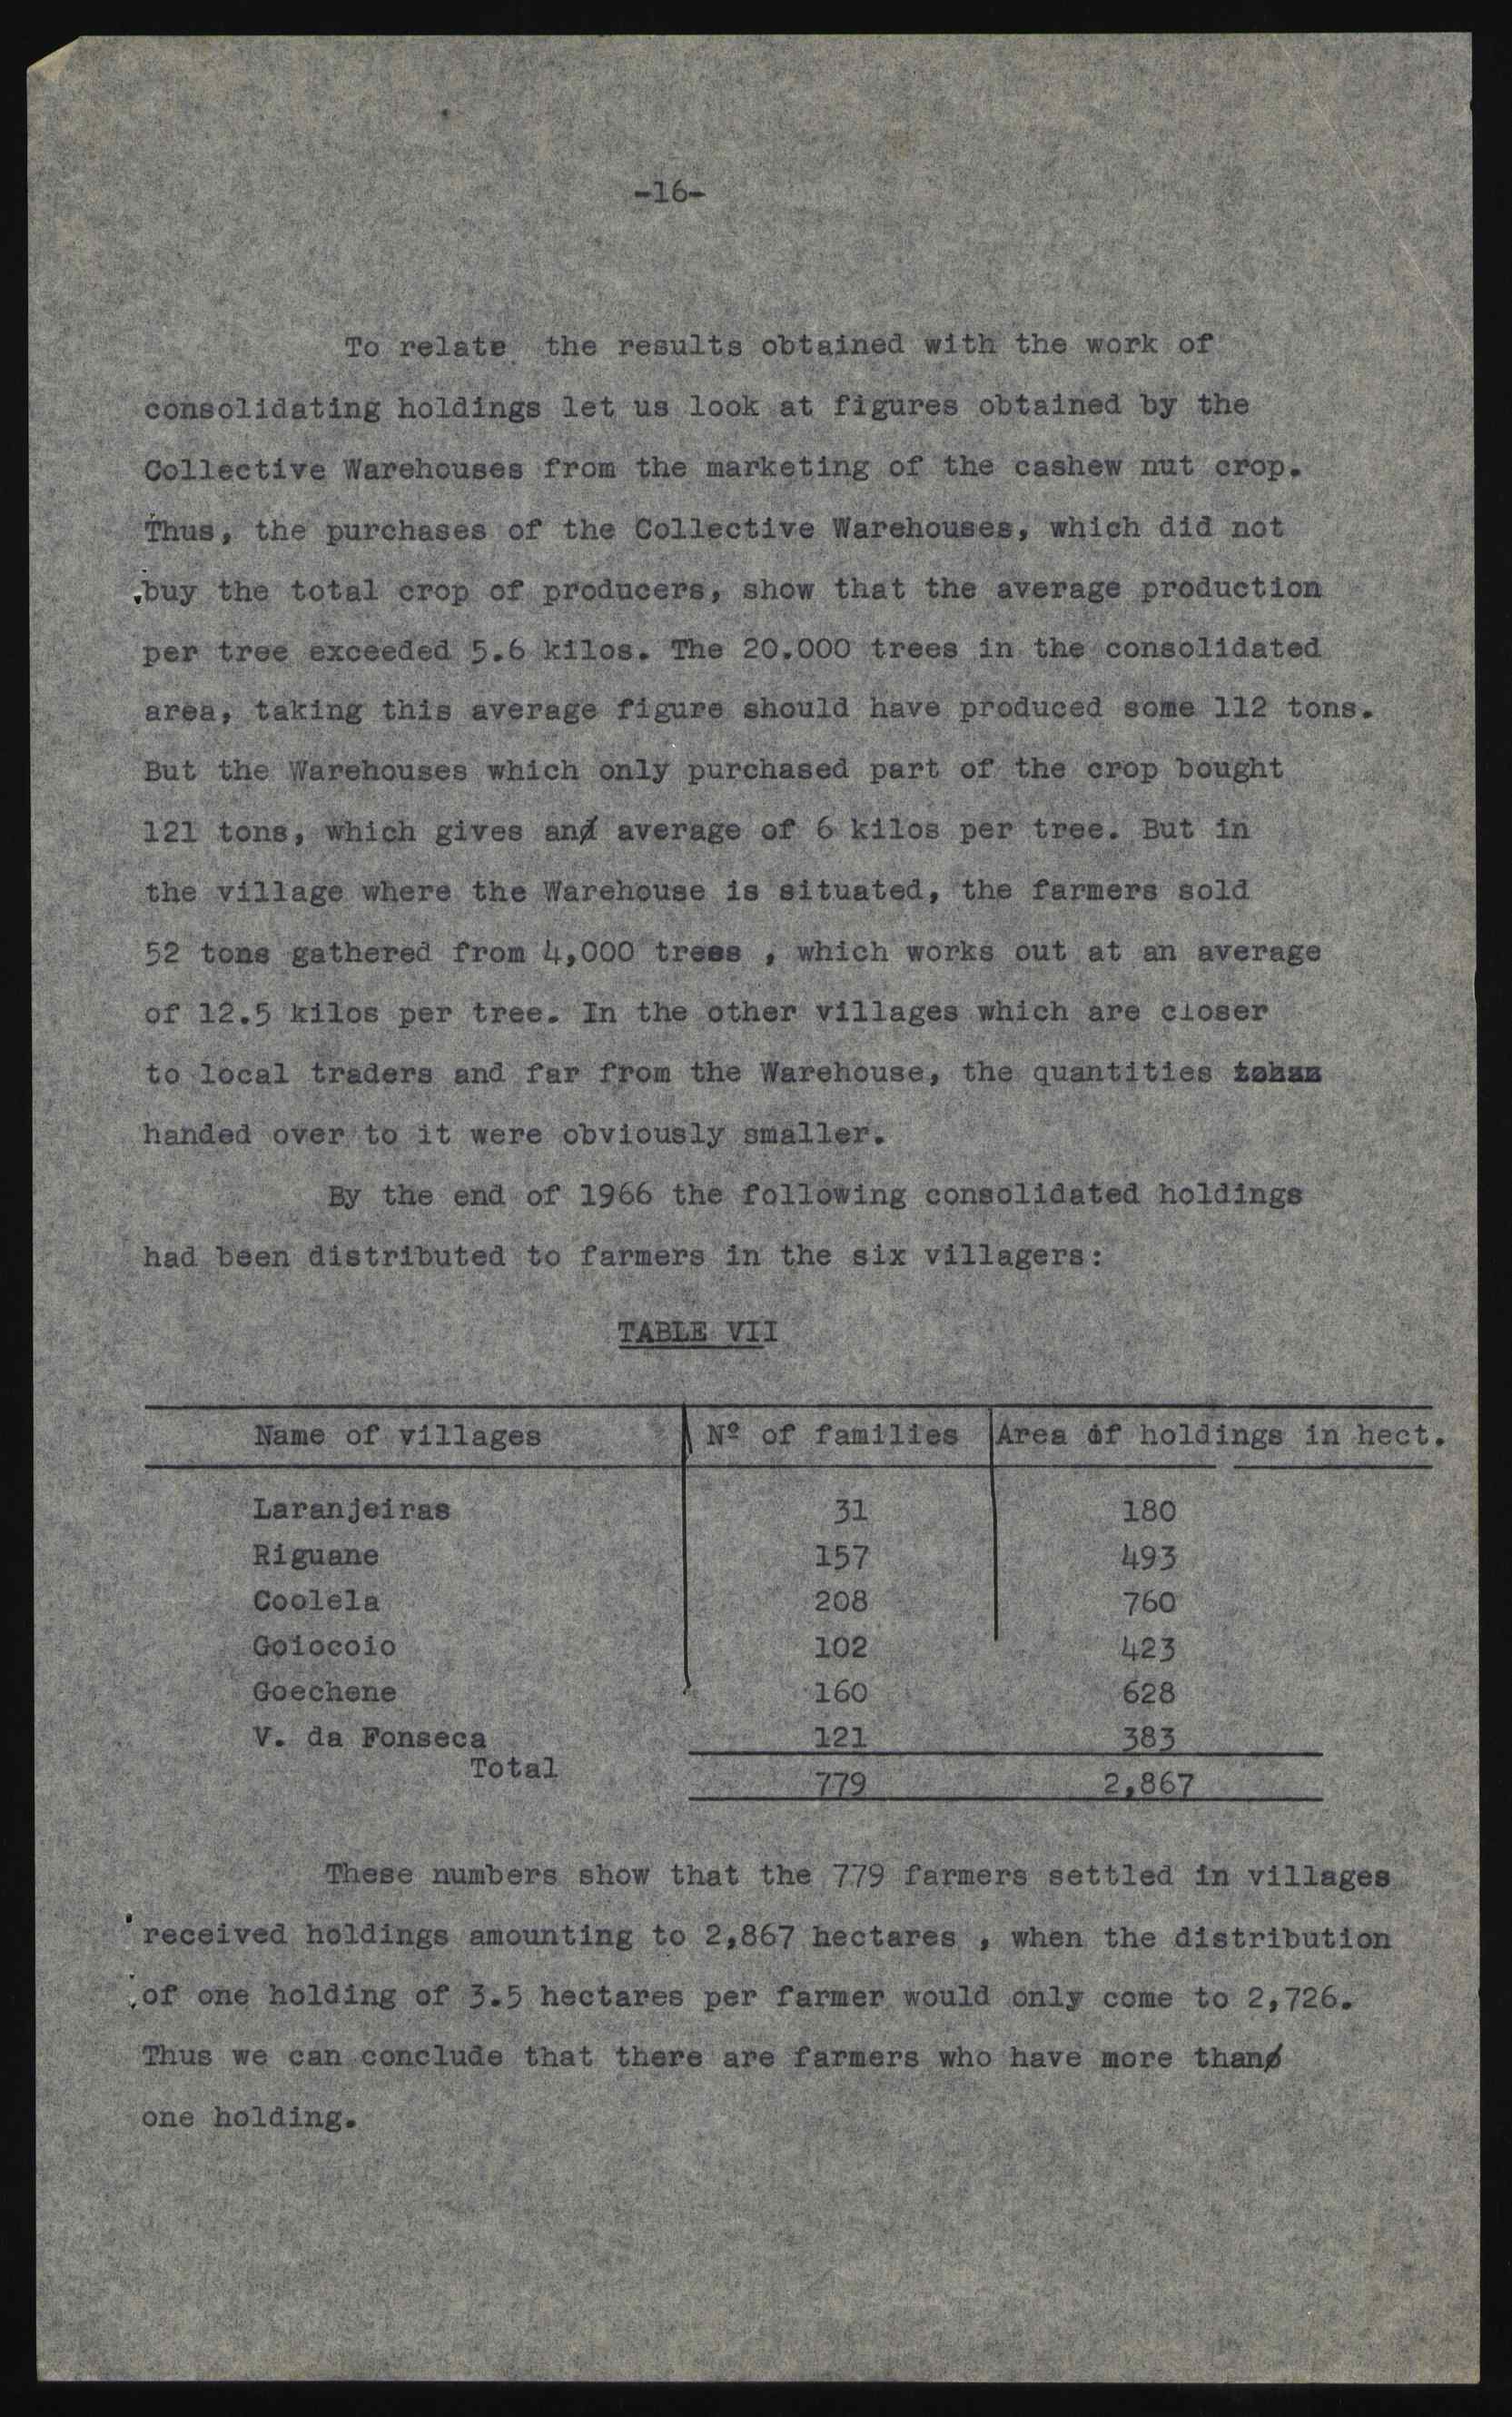 -16-
To relate the results obtained with the work of
consolidating holdings let us look at figures obtained by the
Collective Warehouses from the marketing of the cashew nut crop.
Thus, the purchases of the Collective Warehouses, which did not
buy the total crop of producers, show that the average production
per tree exceeded 5.6 kilos. The 20.000 trees in the consolidated
area, taking this average figure should have produced some 112 tons.
But the Warehouses which only purchased part of the crop bought
121 tons, which gives an average of 6 kilos per tree. But in
the village where the Warehouse is situated, the farmers sold
52 tons gathered from 4,000 trees , which works out at an average
of 12.5 kilos per tree. In the other villages which are closer
to local traders and far from the Warehouse, the quantities
handed over to it were obviously smaller.
By the end of 1966 the following consolidated holdings
had been distributed to farmers in the six villagers:
TABLE VII
Name of villages Nº of families Area of holdings in hect.
Laranjeiras 31 180
Riguane 157 493
Coolela 208 760
Goiocoio 102 423
Goechene 160 628
V. da Fonseca 121 383
Total 779 2,867
These numbers show that the 779 farmers settled in villages
received holdings amounting to 2,867 hectares , when the distribution
of one holding of 3.5 hectares per farmer would only come to 2,726.
Thus we can conclude that there are farmers who have more than
one holding.